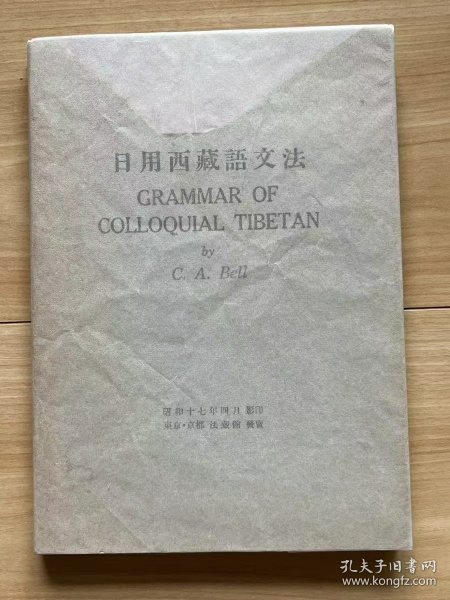 日用西藏語文法
GRAMMAR OF
COLLOQUIAL TIBETAN
by
C. A. Bell
昭和十七年四月 影印
東京・京都 法藏館 發賣
孔夫子旧书网
www.kongfz.com